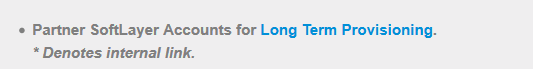 • Partner SoftLayer Accounts for Long Term Provisioning.
* Denotes internal link.